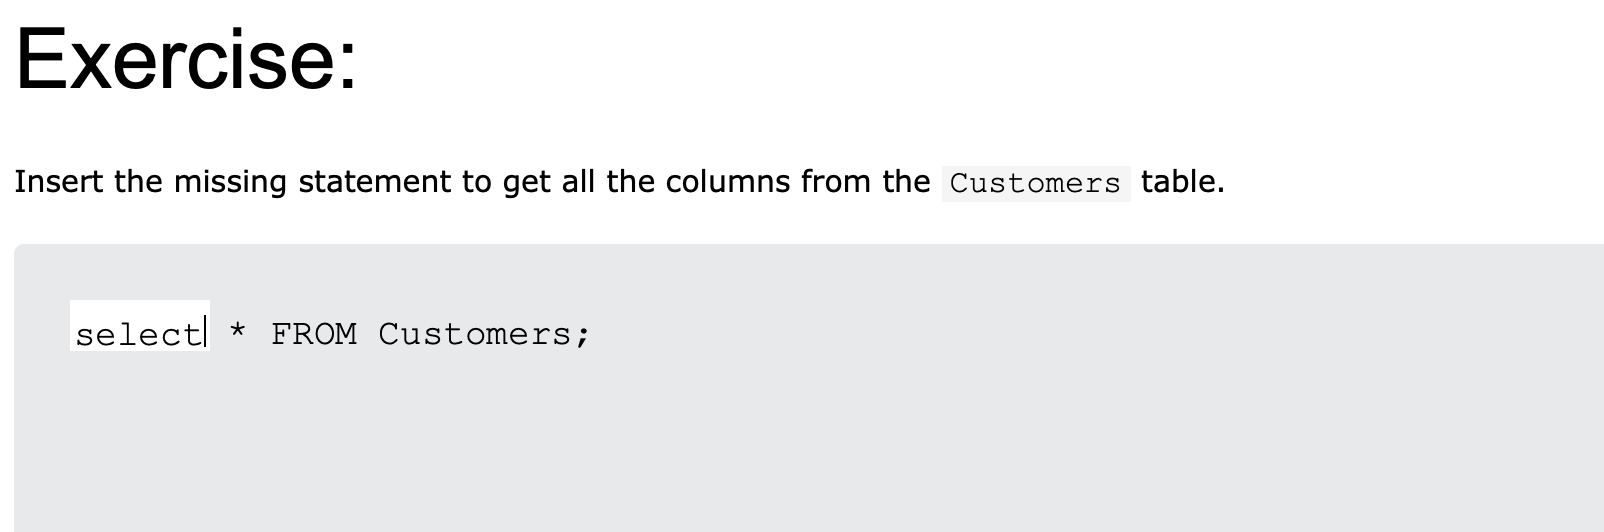 Exercise:
Insert the missing statement to get all the columns from the Customers table.
select * FROM Customers;